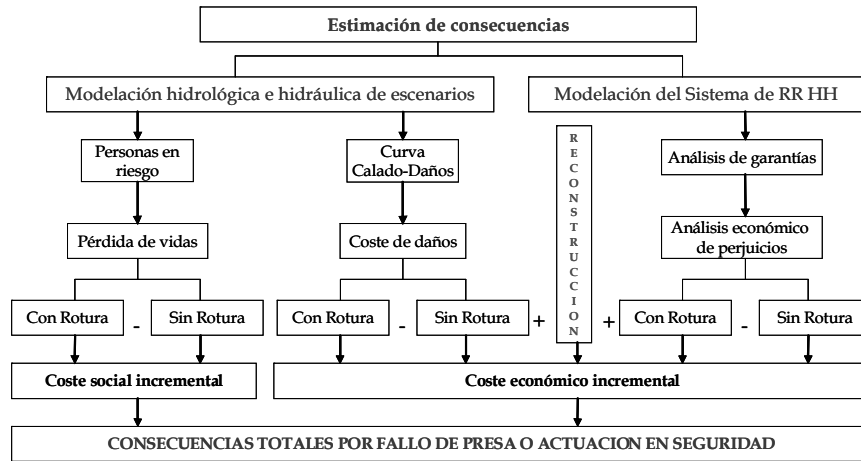 Estimación de consecuencias
Modelación hidrológica e hidráulica de escenarios
Modelación del Sistema de RR HH
Personas en
riesgo
Curva
Calado-Daños
RECONSTRUCCION
Análisis de garantías
Pérdida de vidas
Coste de daños
Análisis económico
de perjuicios
Con Rotura - Sin Rotura
Con Rotura - Sin Rotura + + Con Rotura - Sin Rotura
Coste social incremental
Coste económico incremental
CONSECUENCIAS TOTALES POR FALLO DE PRESA O ACTUACION EN SEGURIDAD